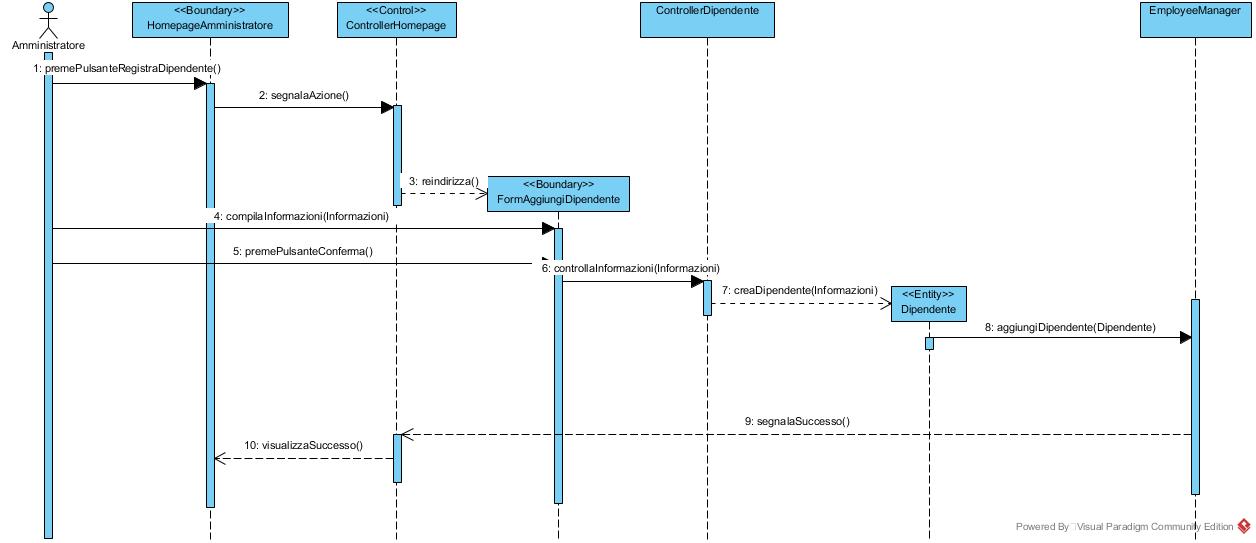 <<Boundary>>
HomepageAmministratore
<<Control>>
ControllerHomepage
ControllerDipendente
EmployeeManager
Amministratore
1: premePulsanteRegistraDipendente()
2: segnalaAzione()
3: reindirizza()
<<Boundary>>
FormAggiungiDipendente
4: compilaInformazioni(Informazioni)
5: premePulsanteConferma()
6: controllaInformazioni(Informazioni)
7: creaDipendente(Informazioni)
<<Entity>>
Dipendente
8: aggiungiDipendente(Dipendente)
9: segnalaSuccesso()
10: visualizzaSuccesso()
Powered By Visual Paradigm Community Edition